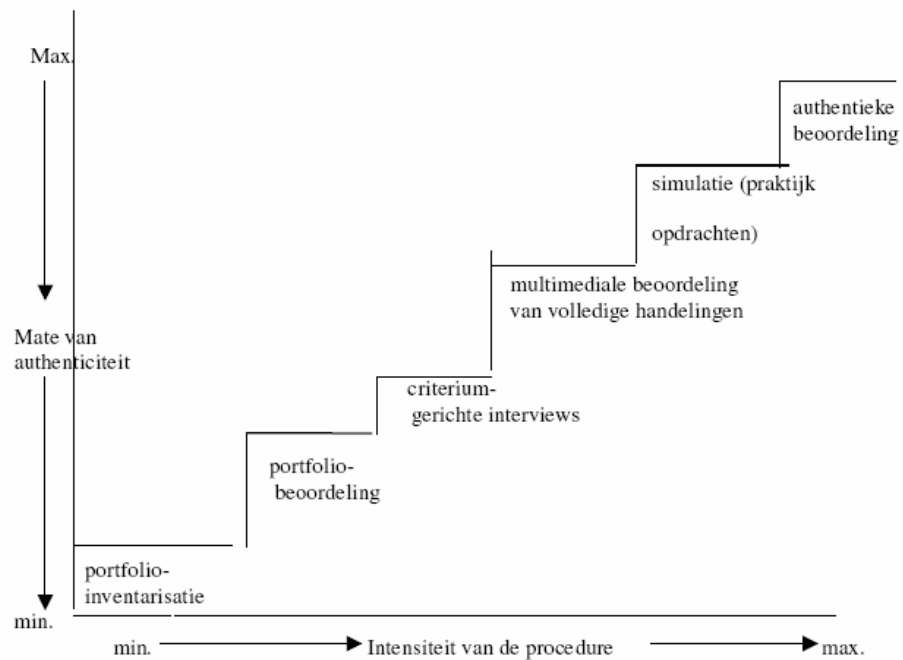 Max.
authentieke
beoordeling
simulatie (praktijk
opdrachten)
multimediale beoordeling
van volledige handelingen
Mate van
authenticiteit
criterium-
gerichte interviews
portfolio-
beoordeling
portfolio-
inventarisatie
min.
min.
Intensiteit van de procedure
max.